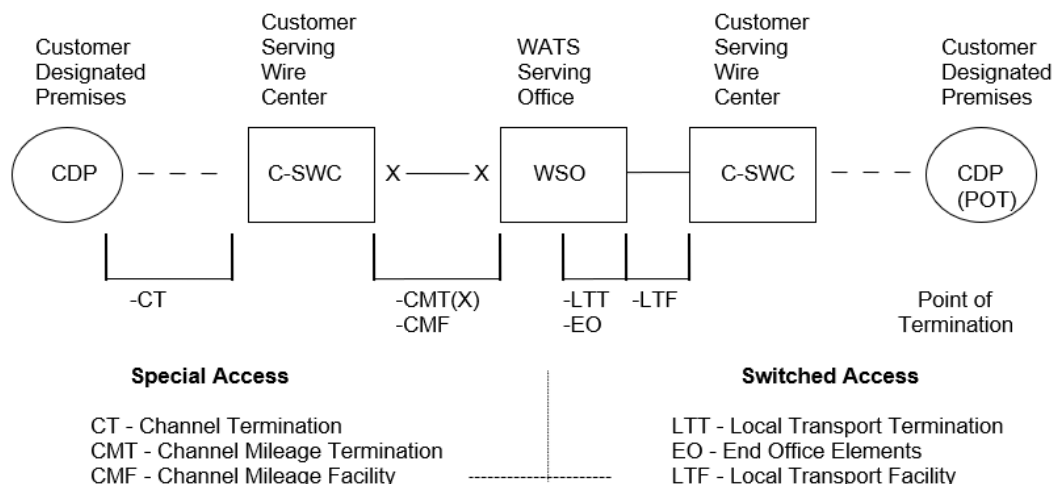 Customer
Designated
Premises
Customer
Serving
Wire
Center
WATS
Serving
Office
Customer
Serving
Wire
Center
Customer
Designated
Premises
CDP
C-SWC
X
X
WSO
C-SWC
CDP
(POT)
-CT
-CMT(X)
-CMF
-LTT
-EO
-LTF
Point of
Termination
Special Access
CT - Channel Termination
CMT - Channel Mileage Termination
CMF - Channel Mileage Facility
Switched Access
LTT - Local Transport Termination
EO - End Office Elements
LTF - Local Transport Facility